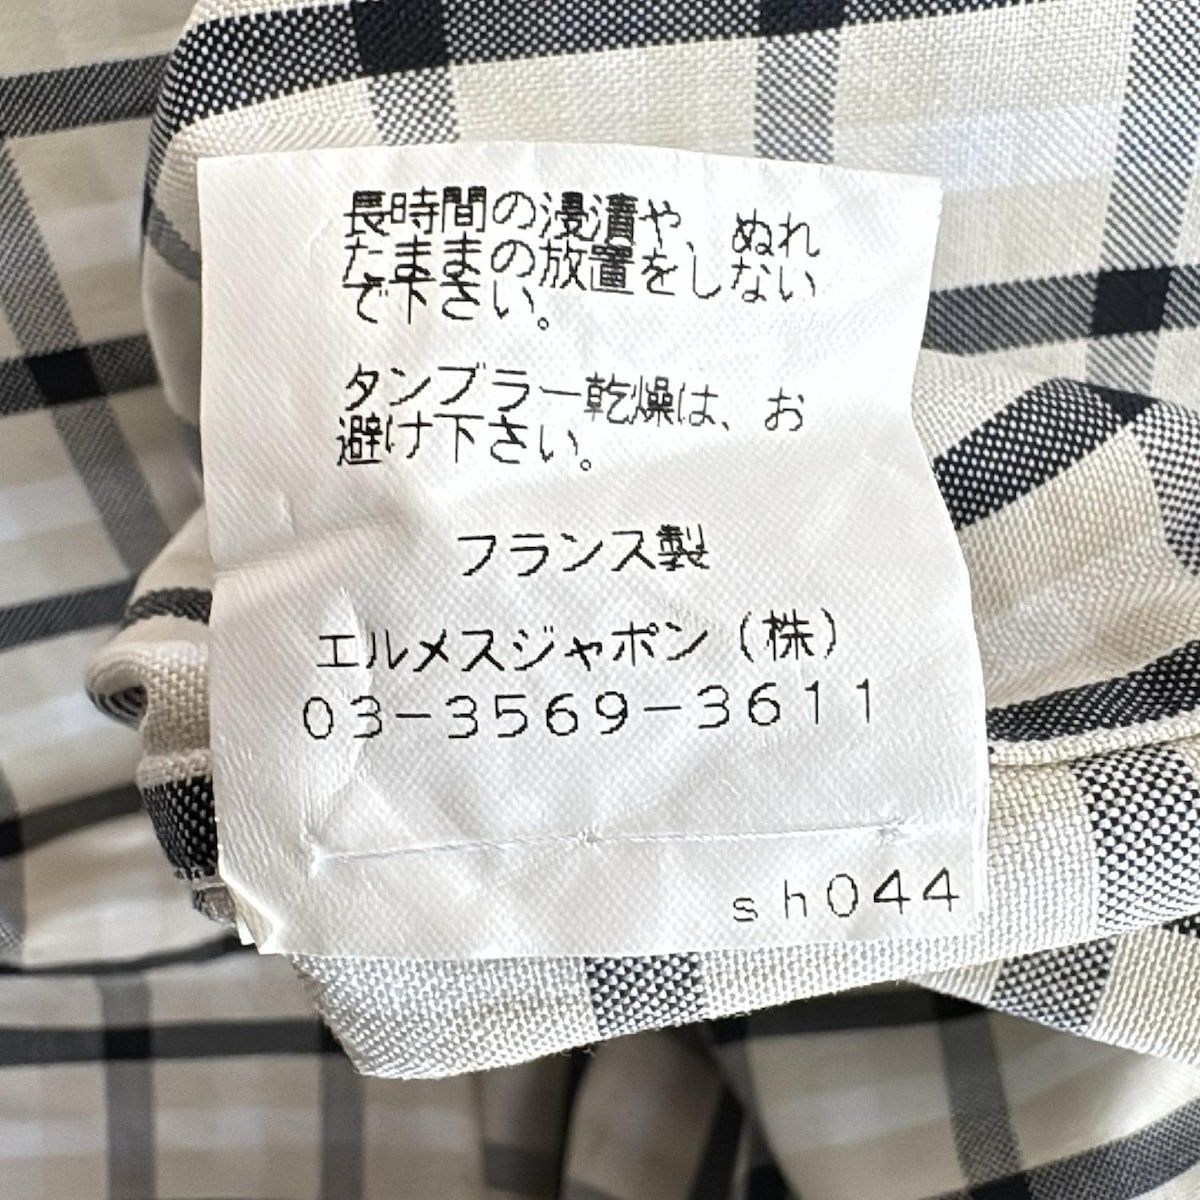 長時間の浸漬や、ぬれ
たままの放置をしない
で下さい。
タンブラー乾燥は、お
避け下さい。
フランス製
エルメスジャポン（株）
03-3569-3611
sh044